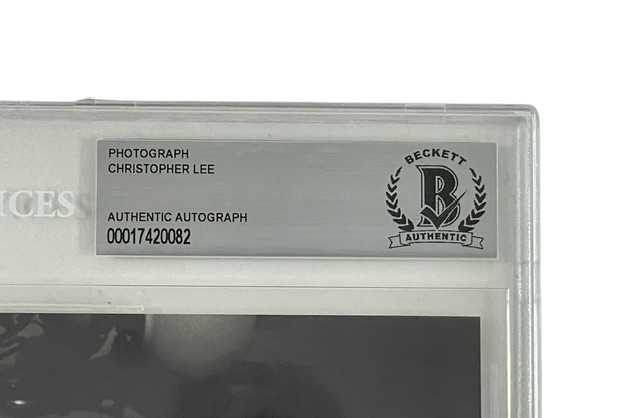 PHOTOGRAPH
CHRISTOPHER LEE
AUTHENTIC AUTOGRAPH
00017420082
BECKETT
B
AUTHENTIC